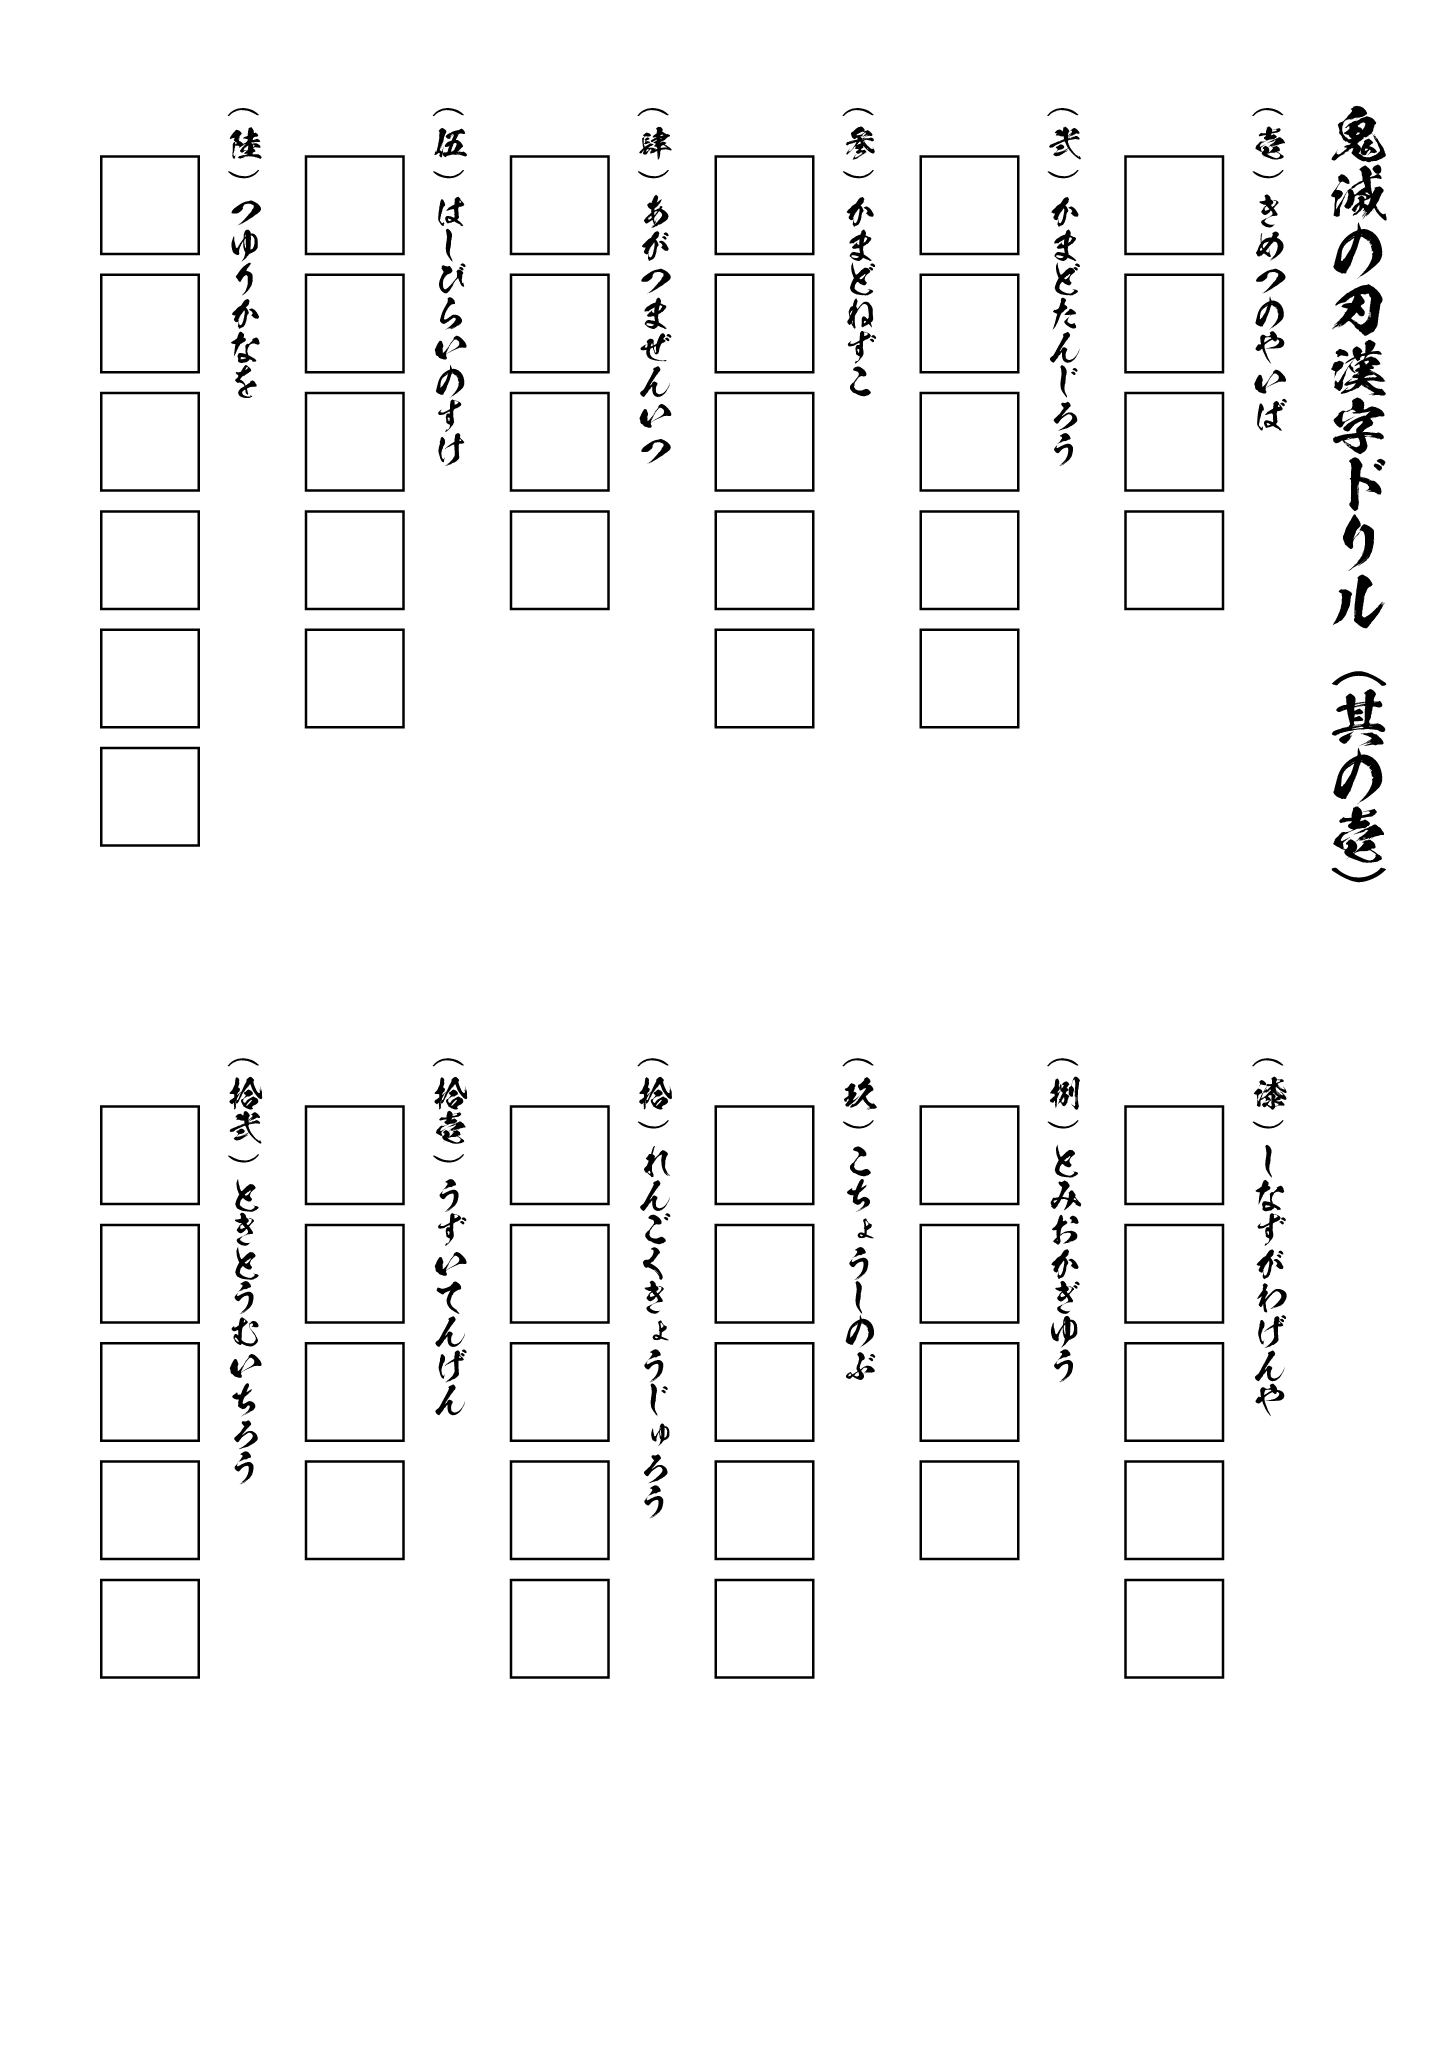 鬼滅の刃漢字ドリル（其の壱）
（壱）きめつのやいば
（弐）かまどたんじろう
（参）かまどねずこ
（肆）あがつまぜんいつ
（伍）はしびらいのすけ
（陸）つゆりかなを
（漆）しなずがわげんや
（捌）とみおかぎゆう
（玖）こちょうしのぶ
（拾）れんごくきょうじゅろう
（拾壱）うずいてんげん
（拾弐）ときとうむいちろう